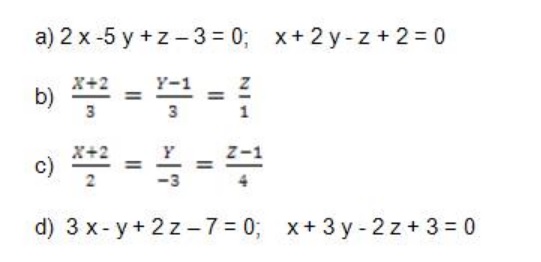 a) 2 x -5 y + z – 3 = 0;   x + 2 y - z + 2 = 0
b) X+2/3 = Y-1/3 = Z/1
c) X+2/2 = Y/-3 = Z-1/4
d) 3 x - y + 2 z – 7 = 0;   x + 3 y - 2 z + 3 = 0